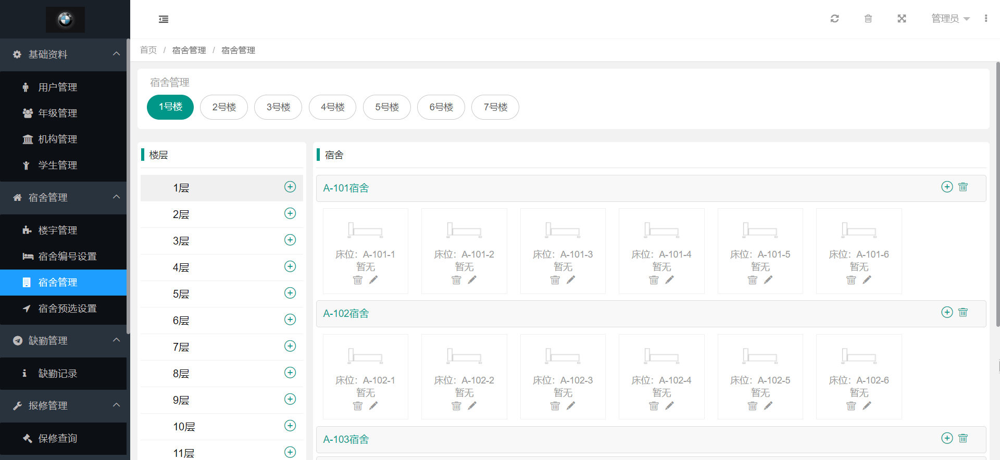 管理员
首页 / 宿舍管理 / 宿舍管理
基础资料
用户管理
年级管理
机构管理
学生管理
宿舍管理
楼宇管理
宿舍编号设置
宿舍管理
宿舍预选设置
缺勤管理
缺勤记录
报修管理
保修查询
宿舍管理
1号楼 2号楼 3号楼 4号楼 5号楼 6号楼 7号楼
楼层
1层
2层
3层
4层
5层
6层
7层
8层
9层
10层
11层
宿舍
A-101宿舍
床位：A-101-1 床位：A-101-2 床位：A-101-3 床位：A-101-4 床位：A-101-5 床位：A-101-6
暂无 暂无 暂无 暂无 暂无 暂无
A-102宿舍
床位：A-102-1 床位：A-102-2 床位：A-102-3 床位：A-102-4 床位：A-102-5 床位：A-102-6
暂无 暂无 暂无 暂无 暂无 暂无
A-103宿舍